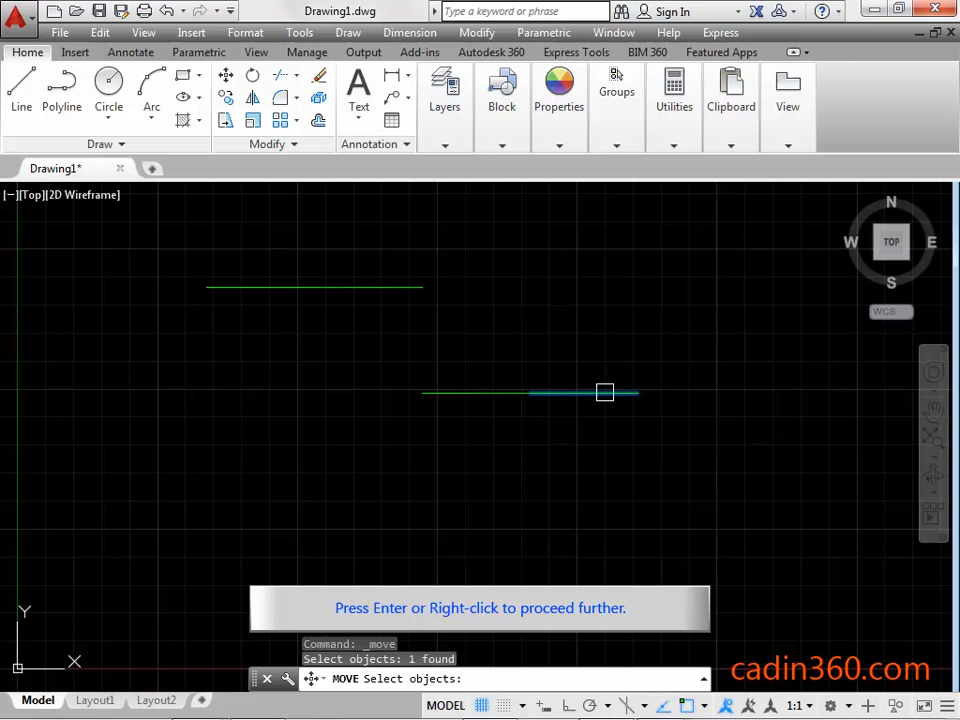 Drawing1.dwg
Type a keyword or phrase
Sign In
File Edit View Insert Format Tools Draw Dimension Modify Parametric Window Help Express
Home Insert Annotate Parametric View Manage Output Add-ins Autodesk 360 Express Tools BIM 360 Featured Apps
Line Polyline Circle Arc Text Layers Block Properties Groups Utilities Clipboard View
Draw Modify Annotation
Drawing1*
[−][Top][2D Wireframe]
N
W TOP E
S
WCS
Press Enter or Right-click to proceed further.
Y
X
Command: _move
Select objects: 1 found
MOVE Select objects:
cadin360.com
Model Layout1 Layout2
MODEL 1:1